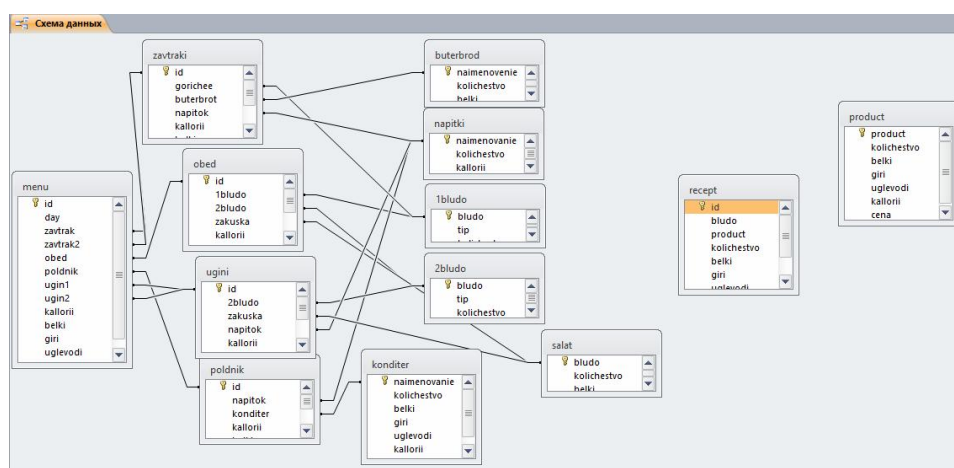 Схема данных
zavtraki
id
gorichee
buterbrot
napitok
kallorii
buterbrod
naimenovenie
kolichestvo
belki
product
product
kolichestvo
belki
giri
uglevodi
kallorii
cena
napitki
naimenovanie
kolichestvo
kallorii
obed
id
1bludo
2bludo
zakuska
kallorii
menu
id
day
zavtrak
zavtrak2
obed
poldnik
ugin1
ugin2
kallorii
belki
giri
uglevodi
recept
id
bludo
product
kolichestvo
belki
giri
uglevodi
1bludo
bludo
tip
kolichestvo
ugini
id
2bludo
zakuska
napitok
kallorii
2bludo
bludo
tip
kolichestvo
salat
bludo
kolichestvo
belki
poldnik
id
napitok
konditer
kallorii
konditer
naimenovanie
kolichestvo
belki
giri
uglevodi
kallorii